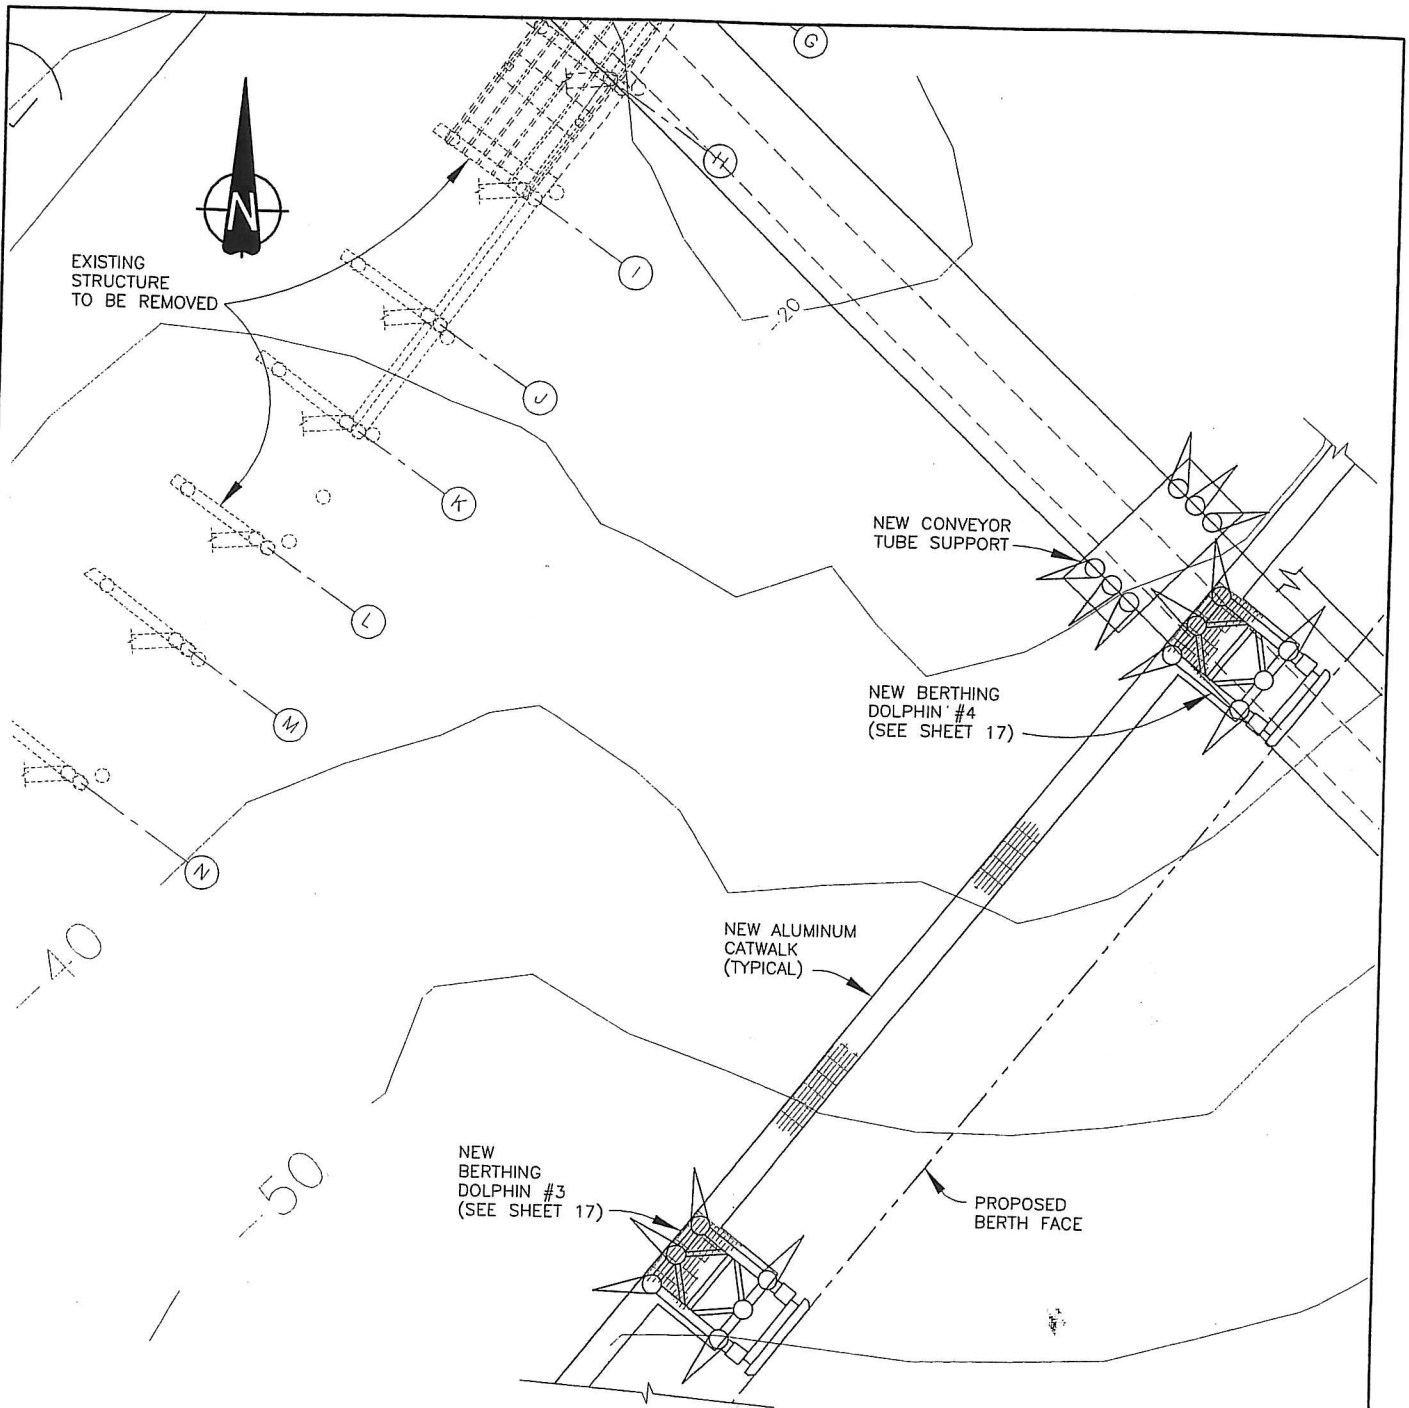 G
H
N
EXISTING
STRUCTURE
TO BE REMOVED
I
-20
J
K
NEW CONVEYOR
TUBE SUPPORT
L
NEW BERTHING
DOLPHIN #4
(SEE SHEET 17)
M
N
NEW ALUMINUM
CATWALK
(TYPICAL)
-40
NEW
BERTHING
DOLPHIN #3
(SEE SHEET 17)
-50
PROPOSED
BERTH FACE